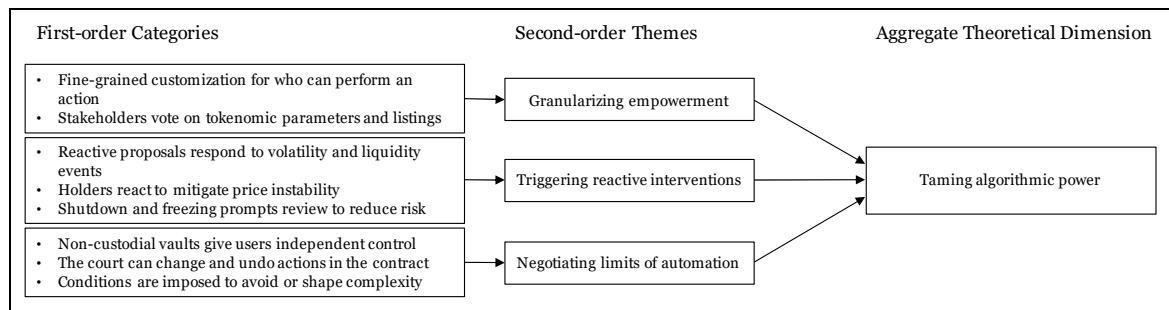 First-order Categories
Second-order Themes
Aggregate Theoretical Dimension
• Fine-grained customization for who can perform an
action
• Stakeholders vote on tokenomic parameters and listings
Granularizing empowerment
• Reactive proposals respond to volatility and liquidity
events
• Holders react to mitigate price instability
• Shutdown and freezing prompts review to reduce risk
Triggering reactive interventions
Taming algorithmic power
• Non-custodial vaults give users independent control
• The court can change and undo actions in the contract
• Conditions are imposed to avoid or shape complexity
Negotiating limits of automation